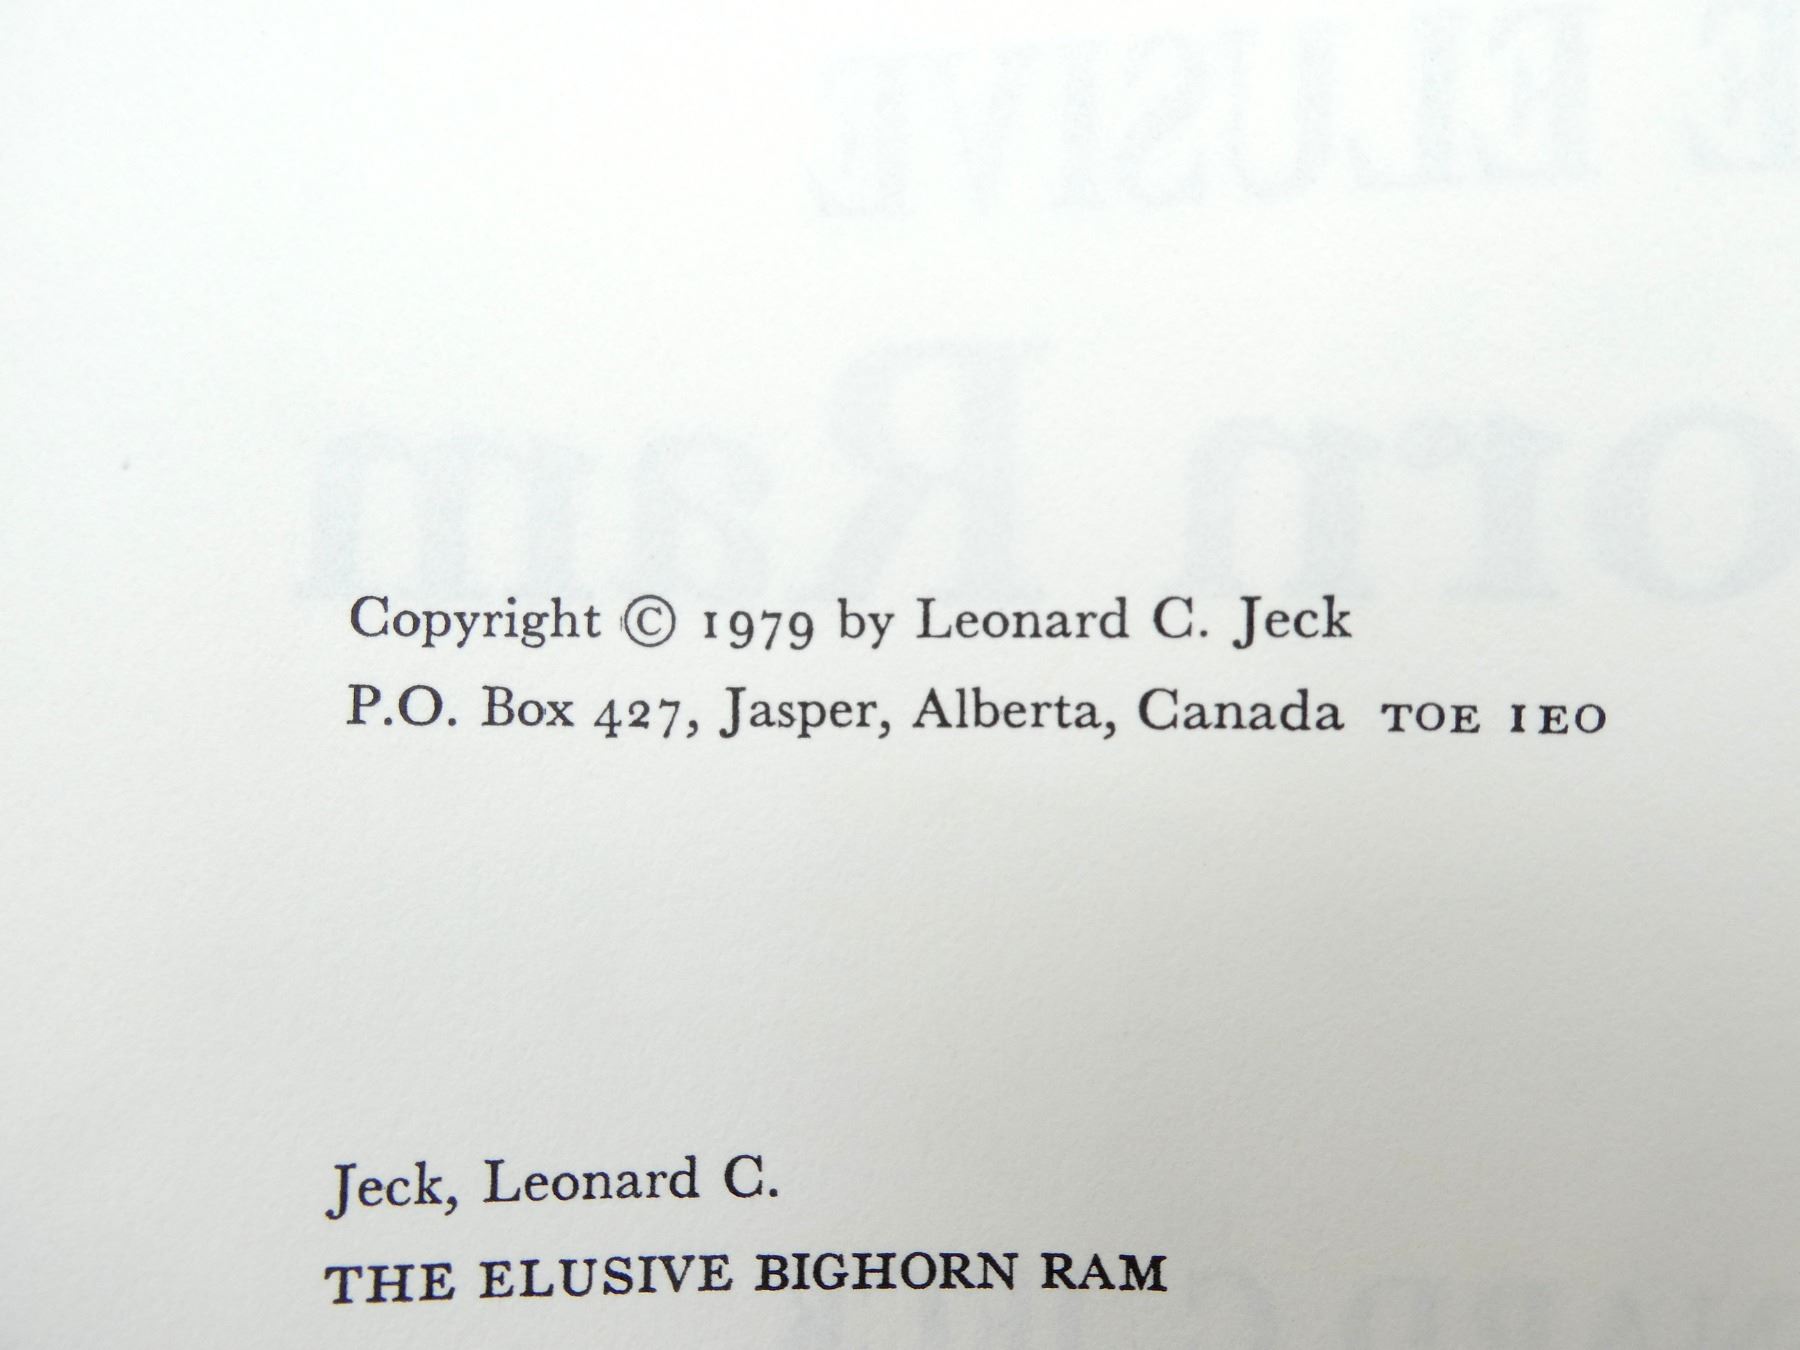 Copyright © 1979 by Leonard C. Jeck
P.O. Box 427, Jasper, Alberta, Canada TOE 1EO
Jeck, Leonard C.
THE ELUSIVE BIGHORN RAM